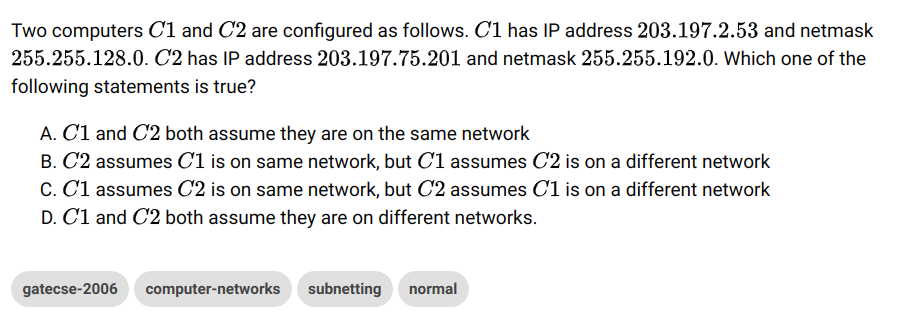 Two computers C1 and C2 are configured as follows. C1 has IP address 203.197.2.53 and netmask
255.255.128.0. C2 has IP address 203.197.75.201 and netmask 255.255.192.0. Which one of the
following statements is true?
A. C1 and C2 both assume they are on the same network
B. C2 assumes C1 is on same network, but C1 assumes C2 is on a different network
C. C1 assumes C2 is on same network, but C2 assumes C1 is on a different network
D. C1 and C2 both assume they are on different networks.
gatecse-2006 computer-networks subnetting normal